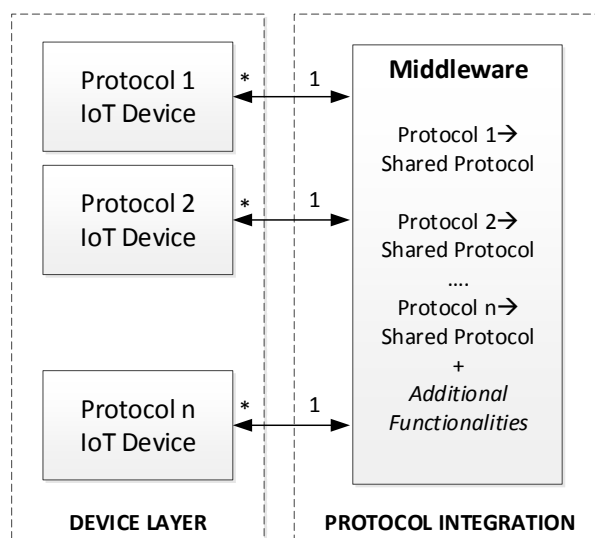 Protocol 1
IoT Device
*
1
Protocol 2
IoT Device
*
1
Protocol n
IoT Device
*
1
DEVICE LAYER
Middleware
Protocol 1→
Shared Protocol
Protocol 2→
Shared Protocol
....
Protocol n→
Shared Protocol
+
Additional
Functionalities
PROTOCOL INTEGRATION